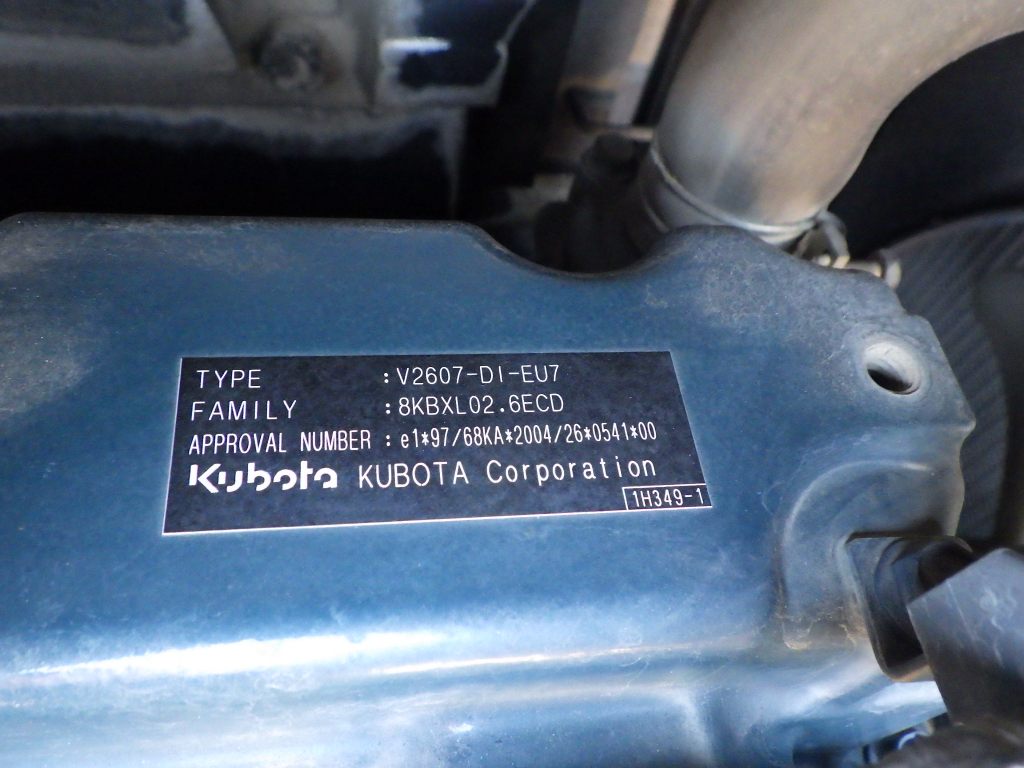 TYPE :V2607-DI-EU7
FAMILY :8KBXL02.6ECD
APPROVAL NUMBER : e1*97/68KA*2004/26*0541*00
Kubota KUBOTA Corporation
1H349-1